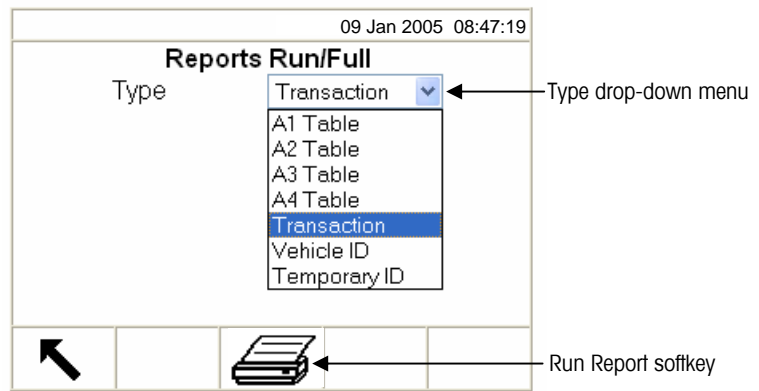 09 Jan 2005 08:47:19
Reports Run/Full
Type Transaction Type drop-down menu
A1 Table
A2 Table
A3 Table
A4 Table
Transaction
Vehicle ID
Temporary ID
Run Report softkey